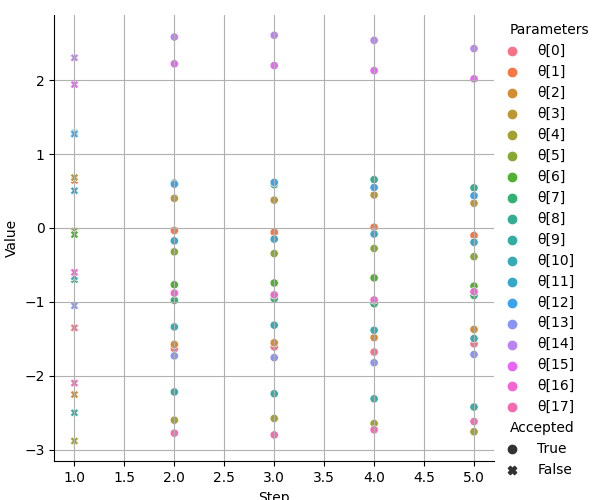 Value
2
1
0
−1
−2
−3
1.0 1.5 2.0 2.5 3.0 3.5 4.0 4.5 5.0
Step
Parameters
θ[0]
θ[1]
θ[2]
θ[3]
θ[4]
θ[5]
θ[6]
θ[7]
θ[8]
θ[9]
θ[10]
θ[11]
θ[12]
θ[13]
θ[14]
θ[15]
θ[16]
θ[17]
Accepted
True
False